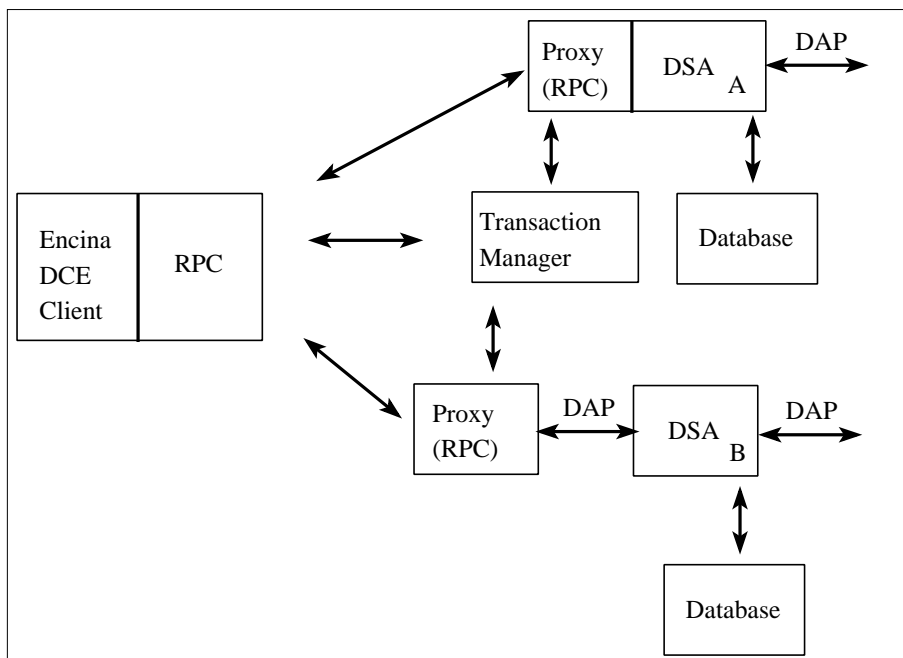 Proxy
(RPC)
DSA
A
DAP
Encina
DCE
Client
RPC
Transaction
Manager
Database
Proxy
(RPC)
DAP
DSA
B
DAP
Database